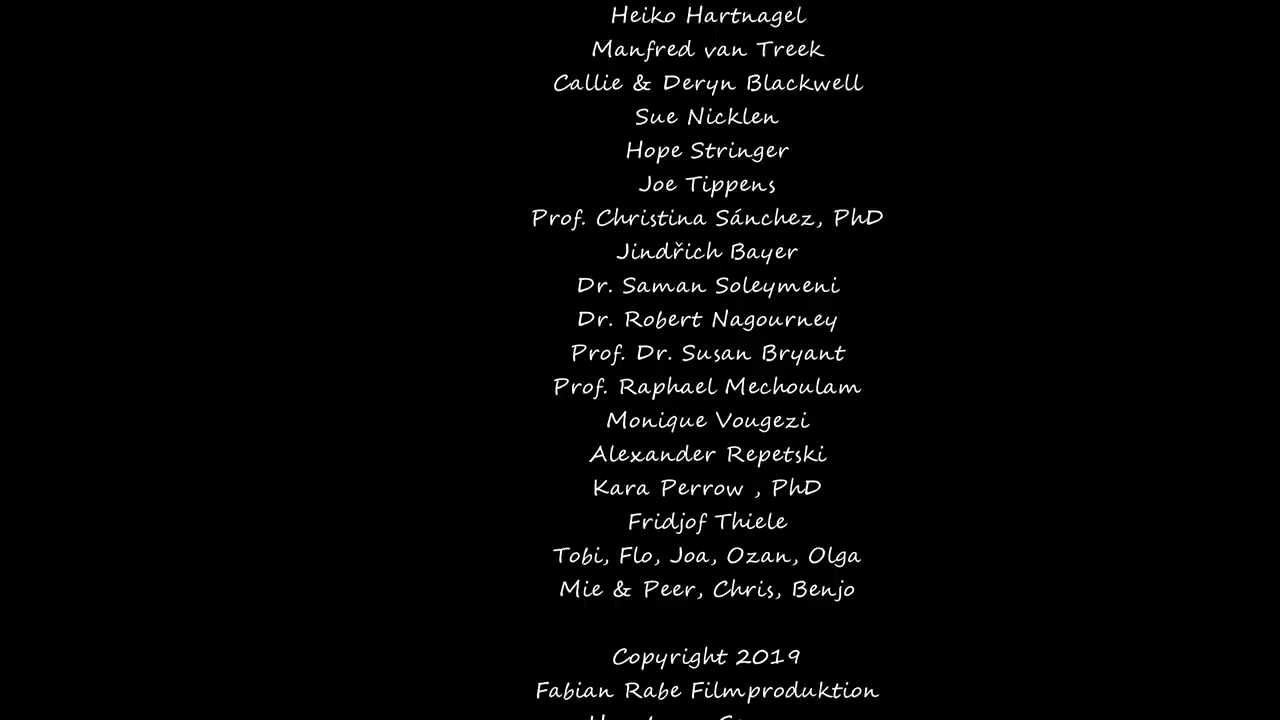 Heiko Hartnagel
Manfred van Treek
Callie & Deryn Blackwell
Sue Nicklen
Hope Stringer
Joe Tippens
Prof. Christina Sánchez, PhD
Jindřich Bayer
Dr. Saman Soleymeni
Dr. Robert Nagourney
Prof. Dr. Susan Bryant
Prof. Raphael Mechoulam
Monique Vougezi
Alexander Repetski
Kara Perrow , PhD
Fridjof Thiele
Tobi, Flo, Joa, Ozan, Olga
Mie & Peer, Chris, Benjo
Copyright 2019
Fabian Rabe Filmproduktion